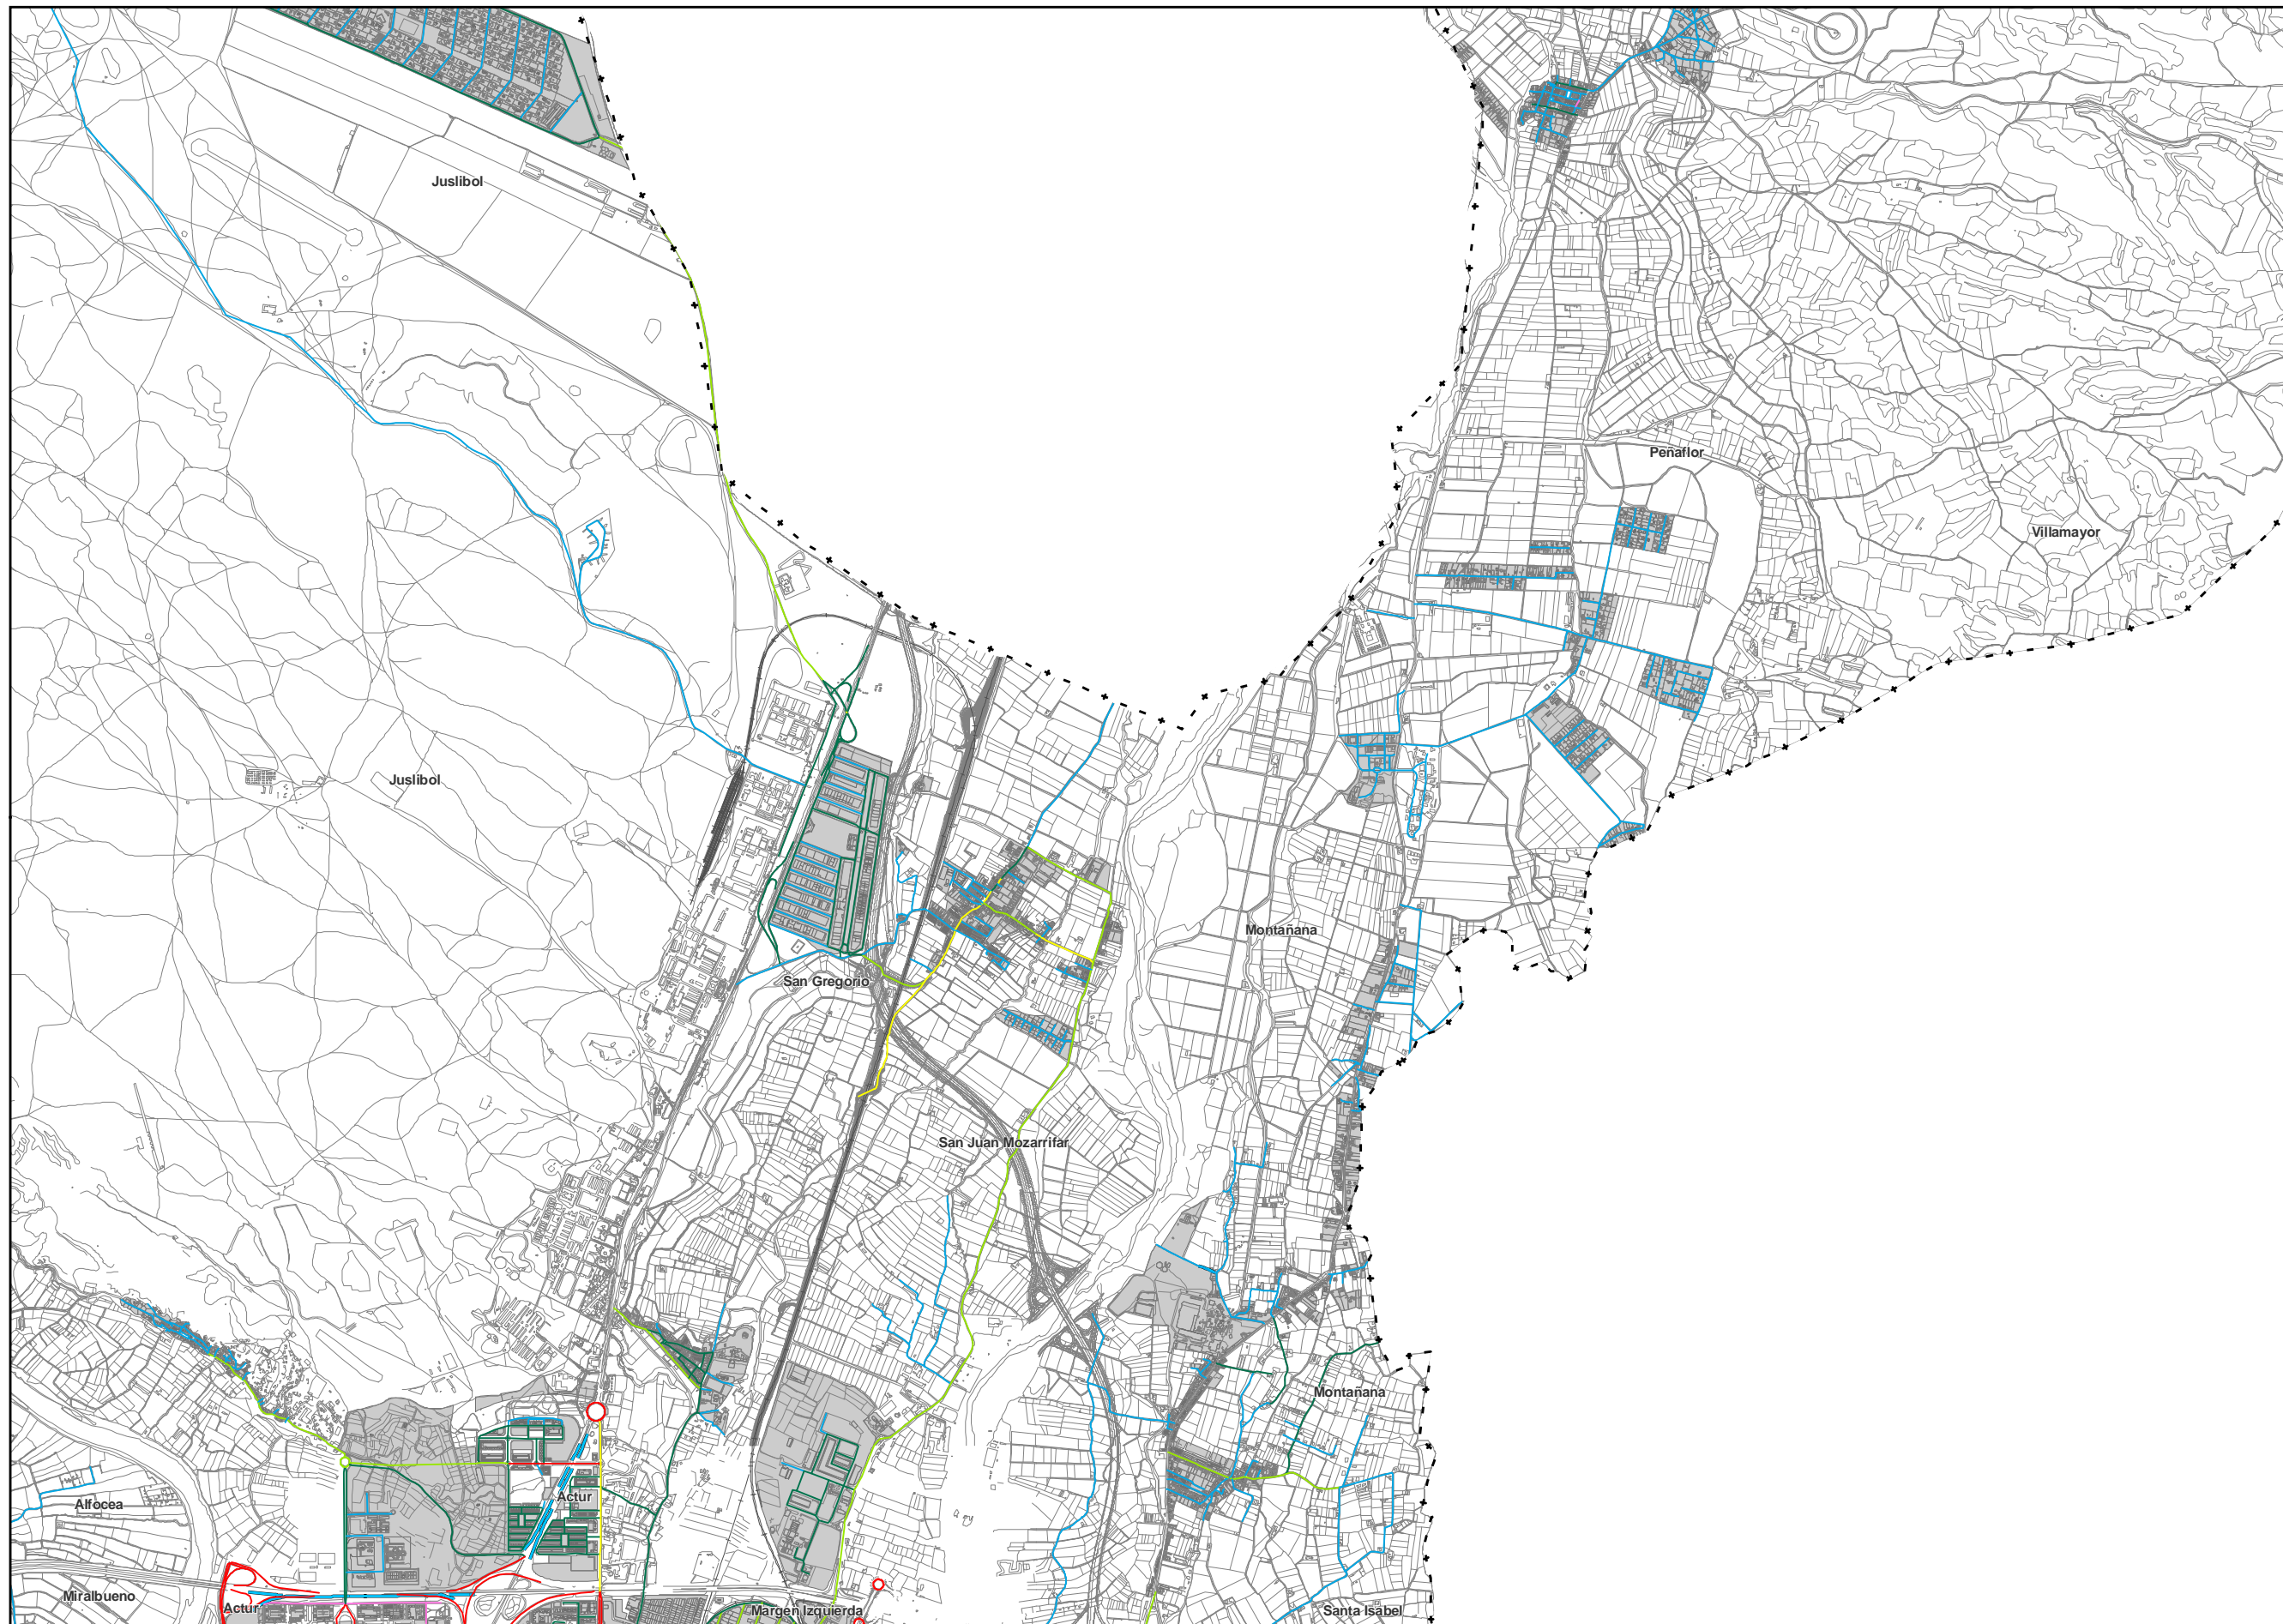 Juslibol
Peñaflor
Villamayor
Juslibol
Montañana
San Gregorio
San Juan Mozarrifar
Montañana
Actur
Alfocea
Miralbueno
Actur
Margen Izquierda
Santa Isabel